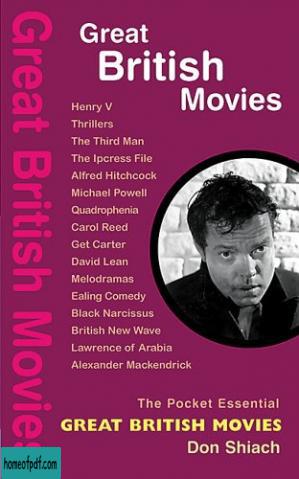 Great British Movies
Great
British
Movies
Henry V
Thrillers
The Third Man
The Ipcress File
Alfred Hitchcock
Michael Powell
Quadrophenia
Carol Reed
Get Carter
David Lean
Melodramas
Ealing Comedy
Black Narcissus
British New Wave
Lawrence of Arabia
Alexander Mackendrick
The Pocket Essential
GREAT BRITISH MOVIES
Don Shiach
homeofpdf.com